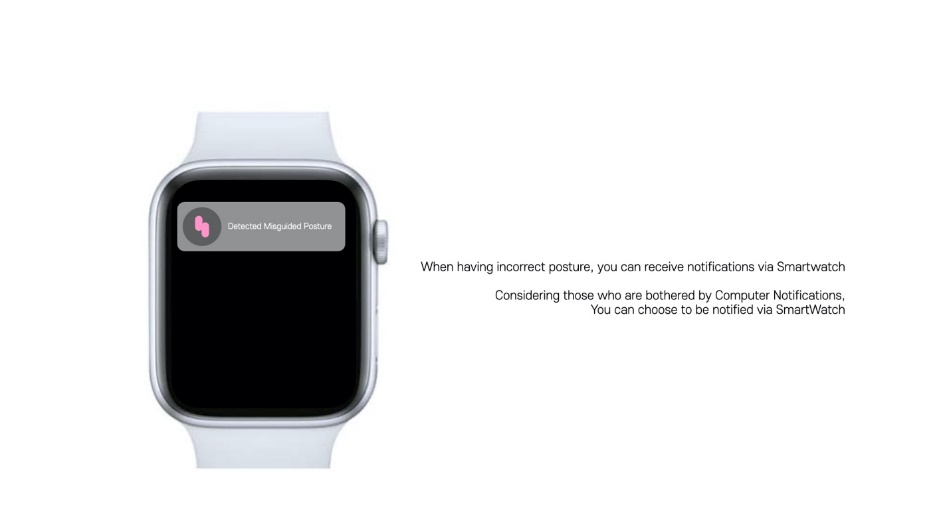 Detected Misguided Posture
When having incorrect posture, you can receive notifications via Smartwatch
Considering those who are bothered by Computer Notifications,
You can choose to be notified via SmartWatch